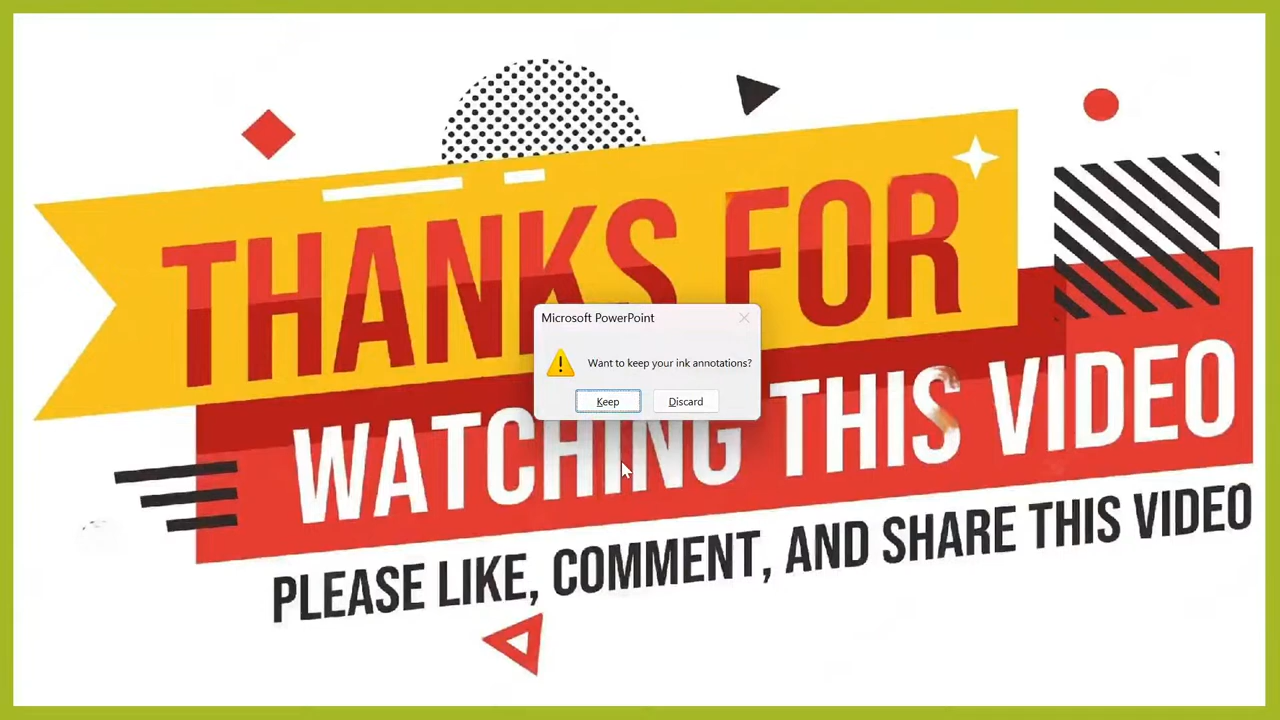 THANKS FOR
Microsoft PowerPoint
Want to keep your ink annotations?
Keep
Discard
WATCHING THIS VIDEO
PLEASE LIKE, COMMENT, AND SHARE THIS VIDEO